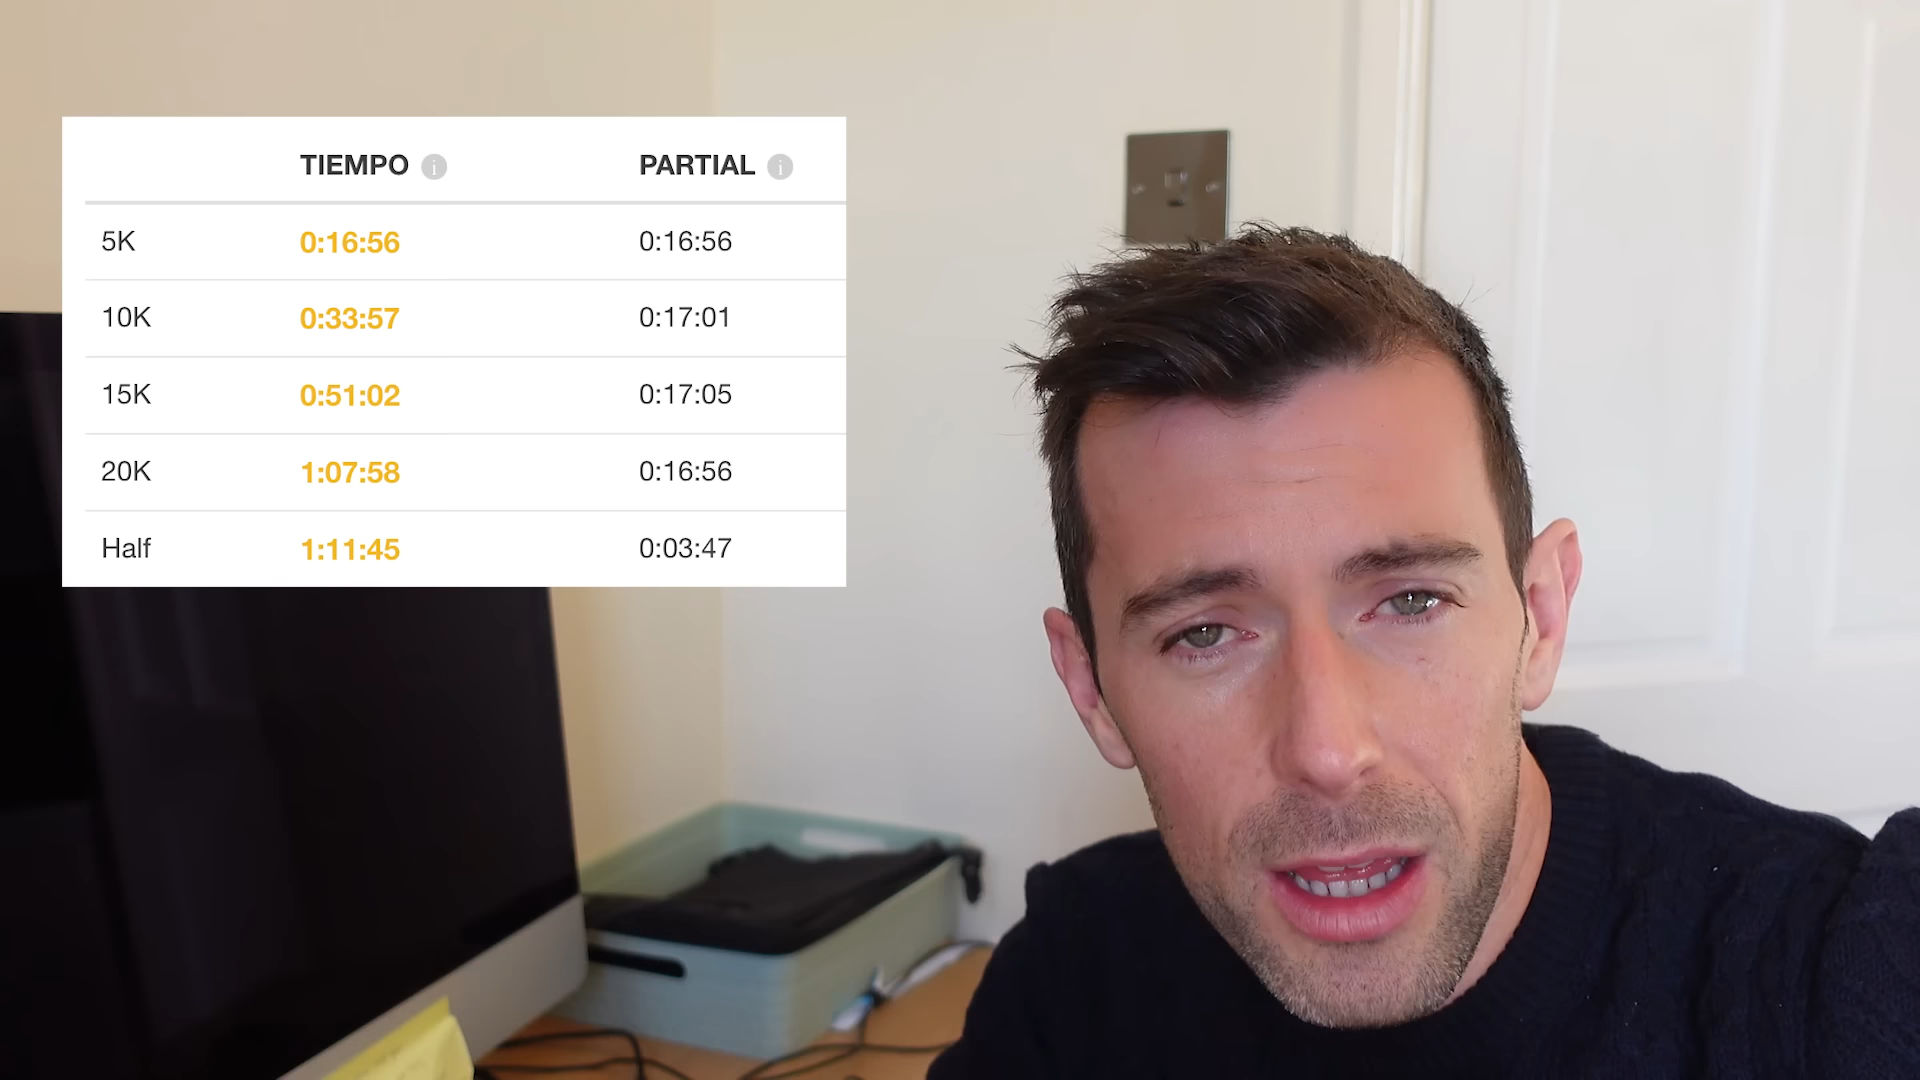 TIEMPO PARTIAL
5K 0:16:56 0:16:56
10K 0:33:57 0:17:01
15K 0:51:02 0:17:05
20K 1:07:58 0:16:56
Half 1:11:45 0:03:47